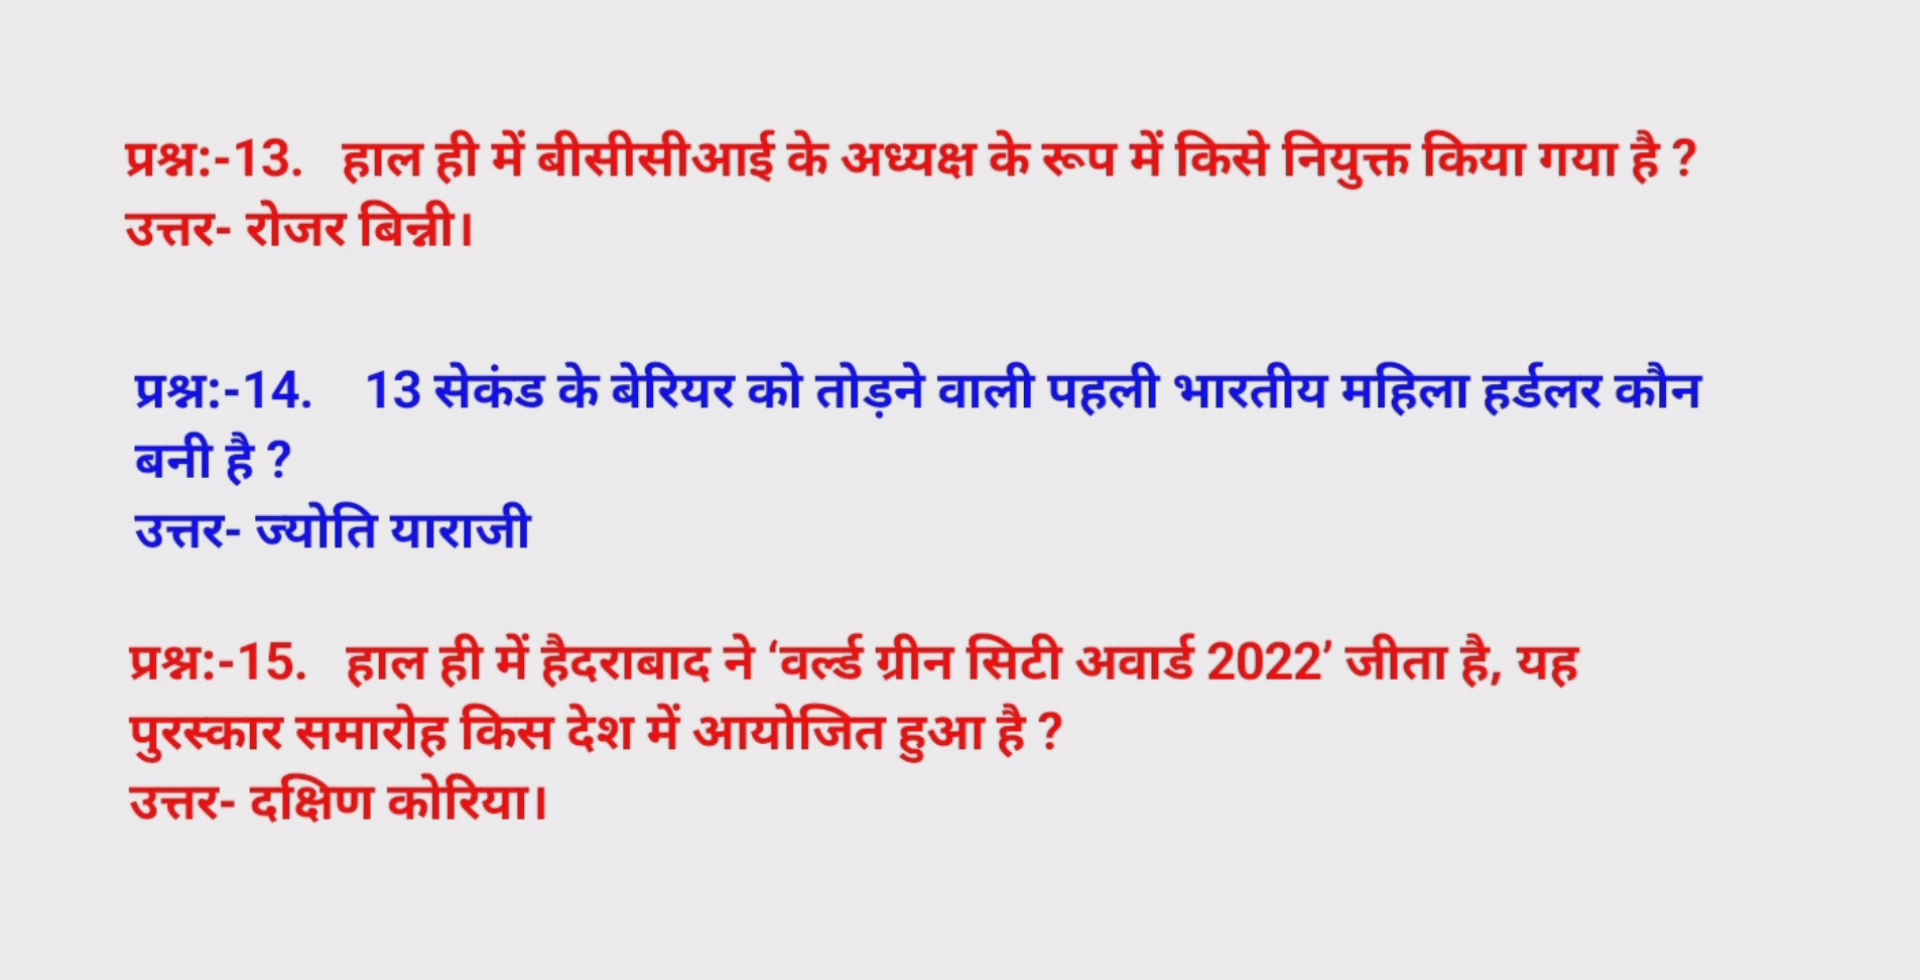 प्रश्न:-13. हाल ही में बीसीसीआई के अध्यक्ष के रूप में किसे नियुक्त किया गया है ?
उत्तर- रोजर बिन्नी।
प्रश्न:-14. 13 सेकंड के बेरियर को तोड़ने वाली पहली भारतीय महिला हर्डलर कौन
बनी है ?
उत्तर- ज्योति याराजी
प्रश्न:-15. हाल ही में हैदराबाद ने ‘वर्ल्ड ग्रीन सिटी अवार्ड 2022’ जीता है, यह
पुरस्कार समारोह किस देश में आयोजित हुआ है ?
उत्तर- दक्षिण कोरिया।